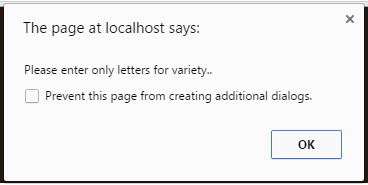 The page at localhost says:
Please enter only letters for variety..
Prevent this page from creating additional dialogs.
OK